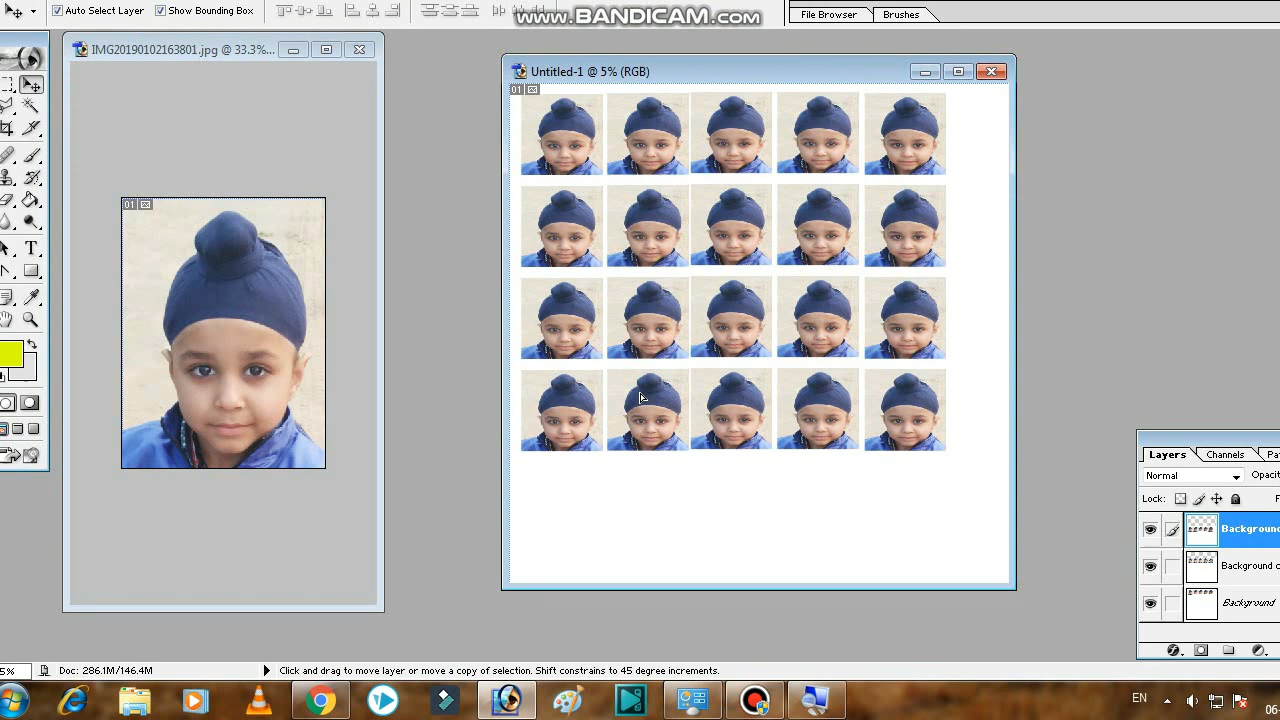 Auto Select Layer
Show Bounding Box
www.BANDICAM.com
File Browser
Brushes
IMG20190102163801.jpg @ 33.3%...
Untitled-1 @ 5% (RGB)
01
01
T
Layers
Channels
Pa
Normal
Opacit
Lock:
F
Background
Background c
Background
5%
Doc: 286.1M/146.4M
Click and drag to move layer or move a copy of selection. Shift constrains to 45 degree increments.
EN
06-